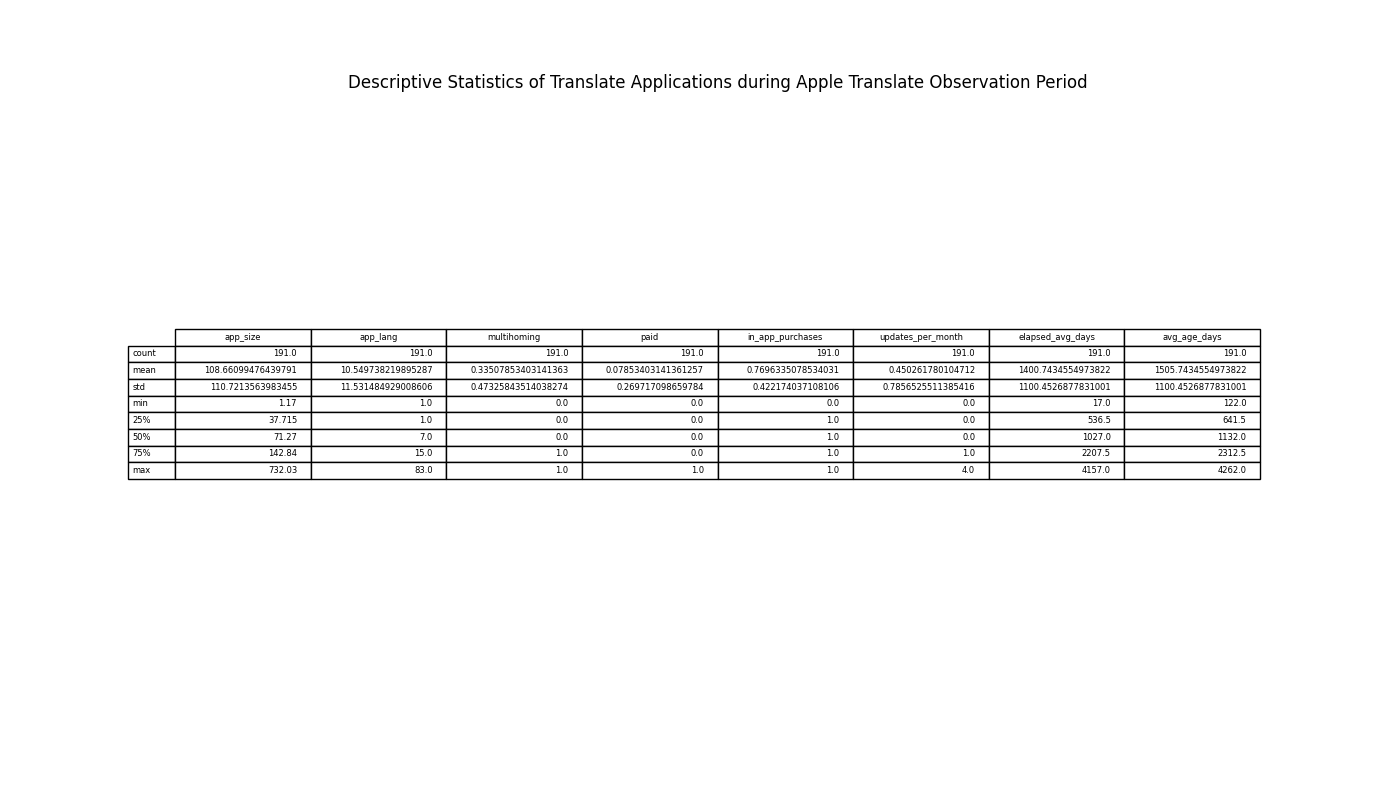 Descriptive Statistics of Translate Applications during Apple Translate Observation Period
app_size app_lang multihoming paid in_app_purchases updates_per_month elapsed_avg_days avg_age_days
count 191.0 191.0 191.0 191.0 191.0 191.0 191.0 191.0
mean 108.66099476439791 10.549738219895287 0.33507853403141363 0.07853403141361257 0.7696335078534031 0.450261780104712 1400.7434554973822 1505.7434554973822
std 110.7213563983455 11.531484929008606 0.47325843514038274 0.269717098659784 0.422174037108106 0.7856525511385416 1100.4526877831001 1100.4526877831001
min 1.17 1.0 0.0 0.0 0.0 0.0 17.0 122.0
25% 37.715 1.0 0.0 0.0 1.0 0.0 536.5 641.5
50% 71.27 7.0 0.0 0.0 1.0 0.0 1027.0 1132.0
75% 142.84 15.0 1.0 0.0 1.0 1.0 2207.5 2312.5
max 732.03 83.0 1.0 1.0 1.0 4.0 4157.0 4262.0